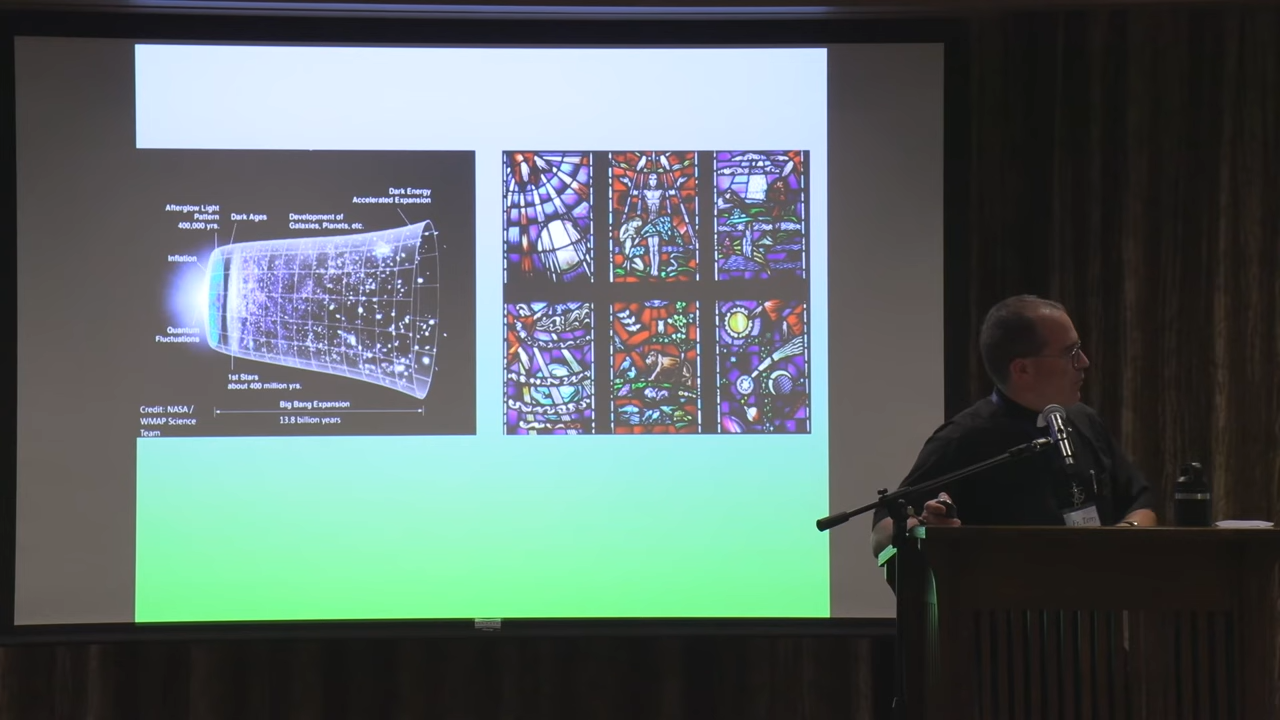 Dark Energy
Accelerated Expansion
Afterglow Light
Pattern
400,000 yrs.
Dark Ages
Development of
Galaxies, Planets, etc.
Inflation
Quantum
Fluctuations
1st Stars
about 400 million yrs.
Big Bang Expansion
13.8 billion years
Credit: NASA /
WMAP Science
Team